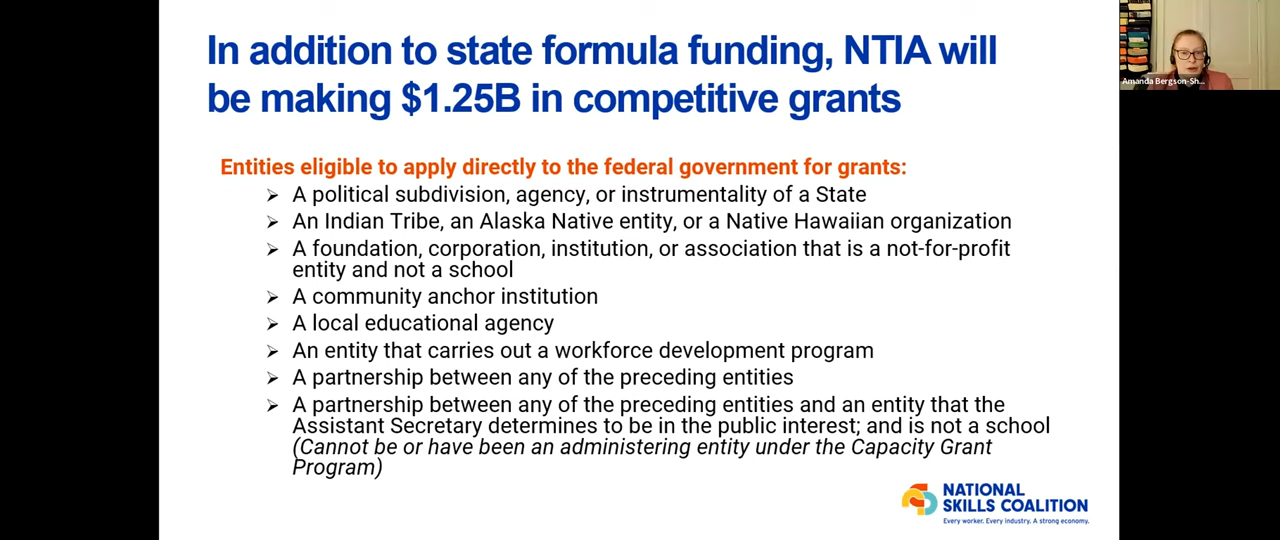 In addition to state formula funding, NTIA will
be making $1.25B in competitive grants
Amanda Bergson-Sh...
Entities eligible to apply directly to the federal government for grants:
➢ A political subdivision, agency, or instrumentality of a State
➢ An Indian Tribe, an Alaska Native entity, or a Native Hawaiian organization
➢ A foundation, corporation, institution, or association that is a not-for-profit
entity and not a school
➢ A community anchor institution
➢ A local educational agency
➢ An entity that carries out a workforce development program
➢ A partnership between any of the preceding entities
➢ A partnership between any of the preceding entities and an entity that the
Assistant Secretary determines to be in the public interest; and is not a school
(Cannot be or have been an administering entity under the Capacity Grant
Program)
NATIONAL
SKILLS COALITION
Every worker. Every industry. A strong economy.